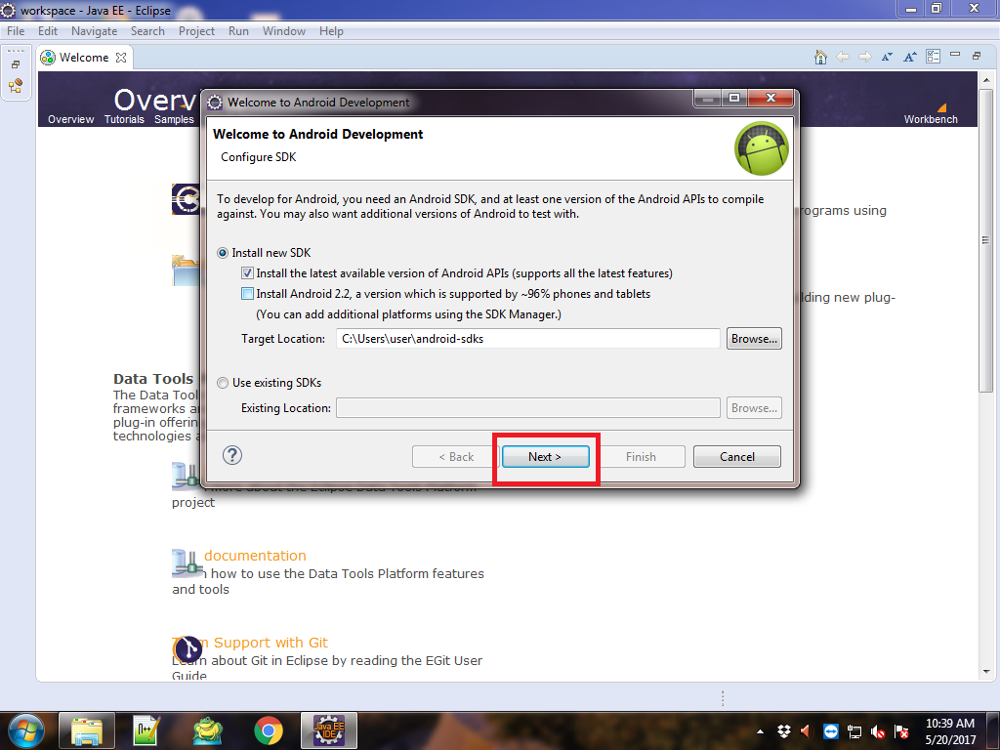 workspace - Java EE - Eclipse
File Edit Navigate Search Project Run Window Help
Welcome
Overv
Overview Tutorials Samples
Workbench
Welcome to Android Development
Welcome to Android Development
Configure SDK
To develop for Android, you need an Android SDK, and at least one version of the Android APIs to compile
against. You may also want additional versions of Android to test with.
rograms using
Install new SDK
Install the latest available version of Android APIs (supports all the latest features)
Install Android 2.2, a version which is supported by ~96% phones and tablets
lding new plug-
(You can add additional platforms using the SDK Manager.)
Target Location: C:\Users\user\android-sdks Browse...
Use existing SDKs
Existing Location: Browse...
< Back Next > Finish Cancel
Data Tools
The Data Tool
frameworks a
plug-in offerin
technologies a
more about the Eclipse Data Tools Platform
project
documentation
how to use the Data Tools Platform features
and tools
Support with Git
Learn about Git in Eclipse by reading the EGit User
Guide
Java EE
IDE
10:39 AM
5/20/2017